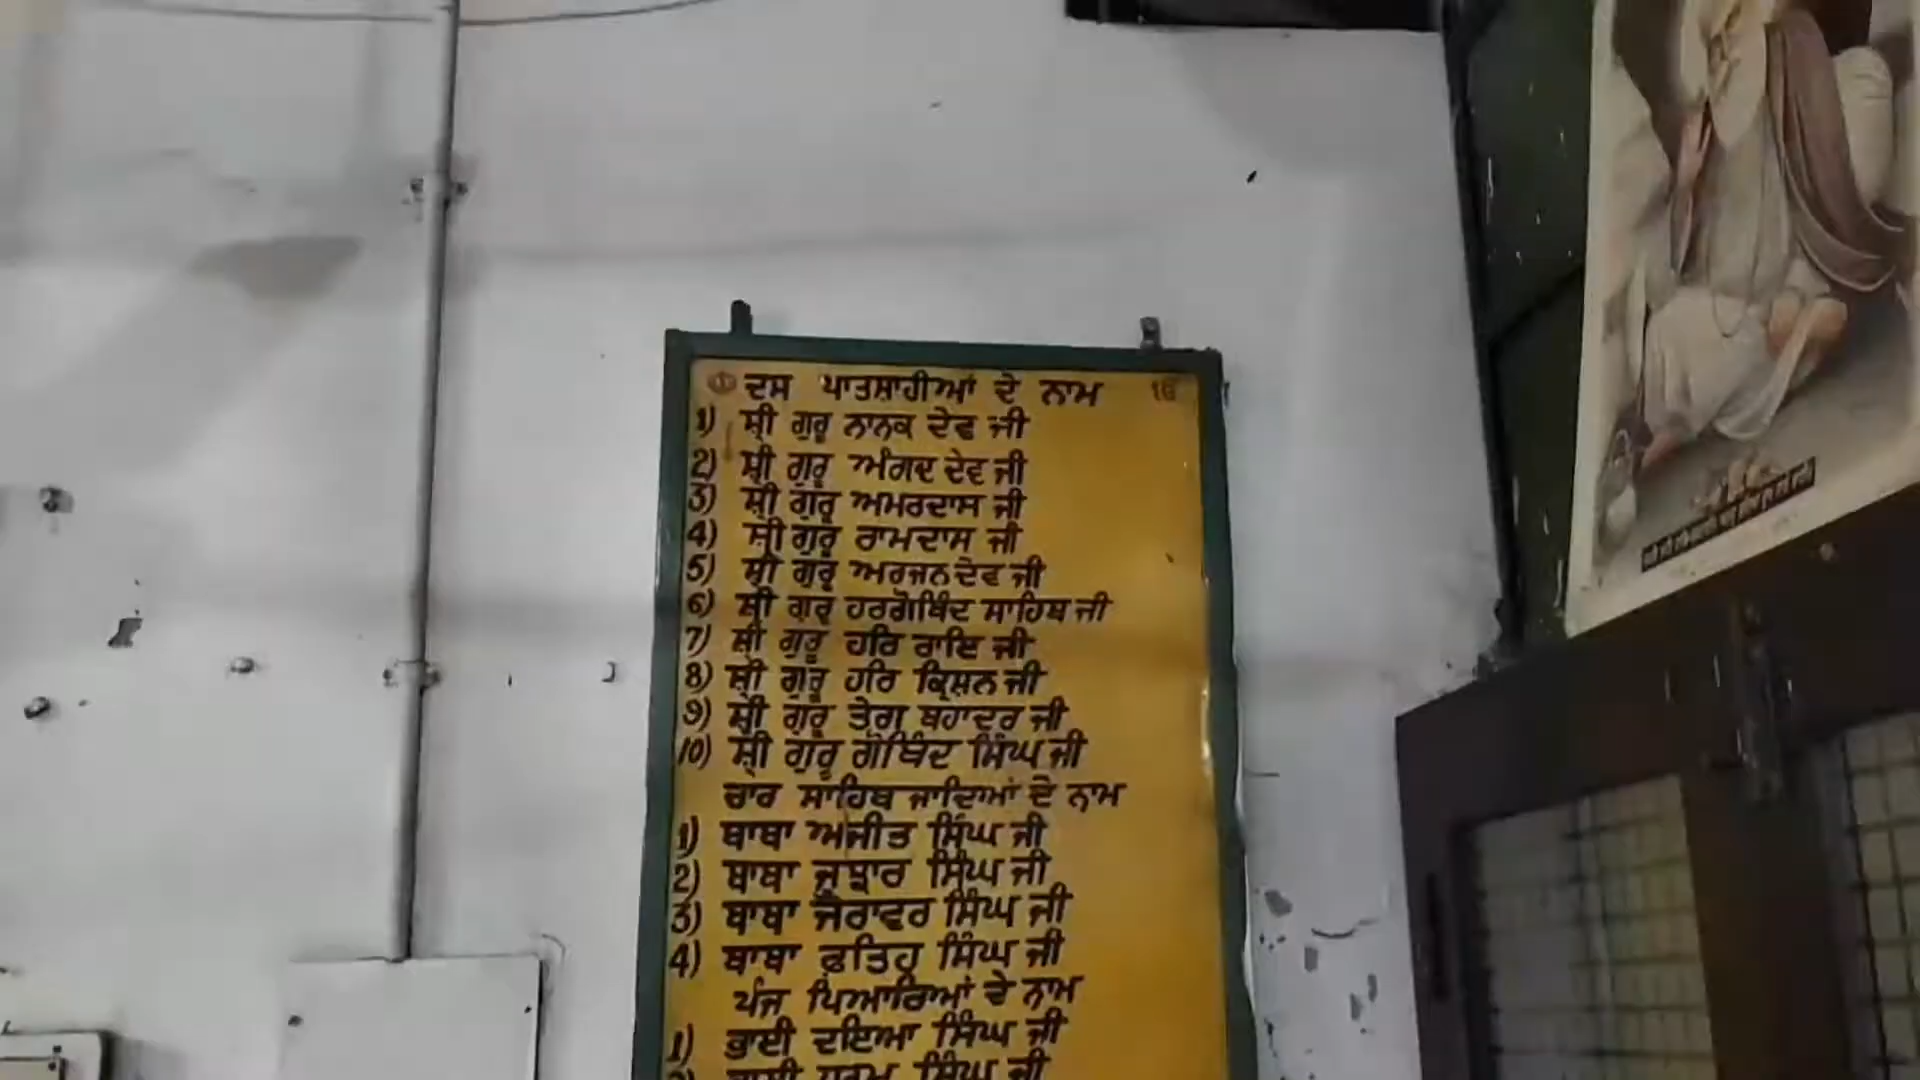 ਦਸ ਪਾਤਸ਼ਾਹੀਆਂ ਦੇ ਨਾਮ
1) ਸ਼੍ਰੀ ਗੁਰੂ ਨਾਨਕ ਦੇਵ ਜੀ
2) ਸ਼੍ਰੀ ਗੁਰੂ ਅੰਗਦ ਦੇਵ ਜੀ
3) ਸ਼੍ਰੀ ਗੁਰੂ ਅਮਰਦਾਸ ਜੀ
4) ਸ਼੍ਰੀ ਗੁਰੂ ਰਾਮਦਾਸ ਜੀ
5) ਸ਼੍ਰੀ ਗੁਰੂ ਅਰਜਨ ਦੇਵ ਜੀ
6) ਸ਼੍ਰੀ ਗੁਰੂ ਹਰਗੋਬਿੰਦ ਸਾਹਿਬ ਜੀ
7) ਸ਼੍ਰੀ ਗੁਰੂ ਹਰਿ ਰਾਇ ਜੀ
8) ਸ਼੍ਰੀ ਗੁਰੂ ਹਰਿ ਕ੍ਰਿਸ਼ਨ ਜੀ
9) ਸ਼੍ਰੀ ਗੁਰੂ ਤੇਗ ਬਹਾਦਰ ਜੀ
10) ਸ਼੍ਰੀ ਗੁਰੂ ਗੋਬਿੰਦ ਸਿੰਘ ਜੀ
ਚਾਰ ਸਾਹਿਬਜਾਦਿਆਂ ਦੇ ਨਾਮ
1) ਬਾਬਾ ਅਜੀਤ ਸਿੰਘ ਜੀ
2) ਬਾਬਾ ਜੂਝਾਰ ਸਿੰਘ ਜੀ
3) ਬਾਬਾ ਜੋਰਾਵਰ ਸਿੰਘ ਜੀ
4) ਬਾਬਾ ਫ਼ਤਿਹ ਸਿੰਘ ਜੀ
ਪੰਜ ਪਿਆਰਿਆਂ ਦੇ ਨਾਮ
1) ਭਾਈ ਦਇਆ ਸਿੰਘ ਜੀ
ਭਾਈ ਧਰਮ ਸਿੰਘ ਜੀ